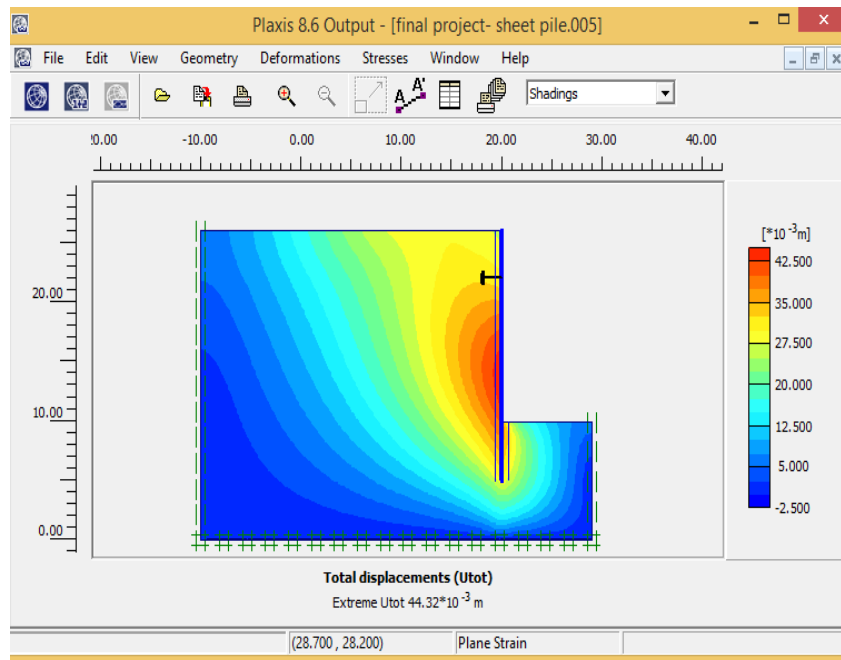 Plaxis 8.6 Output - [final project- sheet pile.005]
File Edit View Geometry Deformations Stresses Window Help
A A' Shadings
!0.00 -10.00 0.00 10.00 20.00 30.00 40.00
[*10 -3m]
42.500
35.000
27.500
20.000
12.500
5.000
-2.500
20.00
10.00
0.00
Total displacements (Utot)
Extreme Utot 44.32*10 -3 m
(28.700 , 28.200) Plane Strain